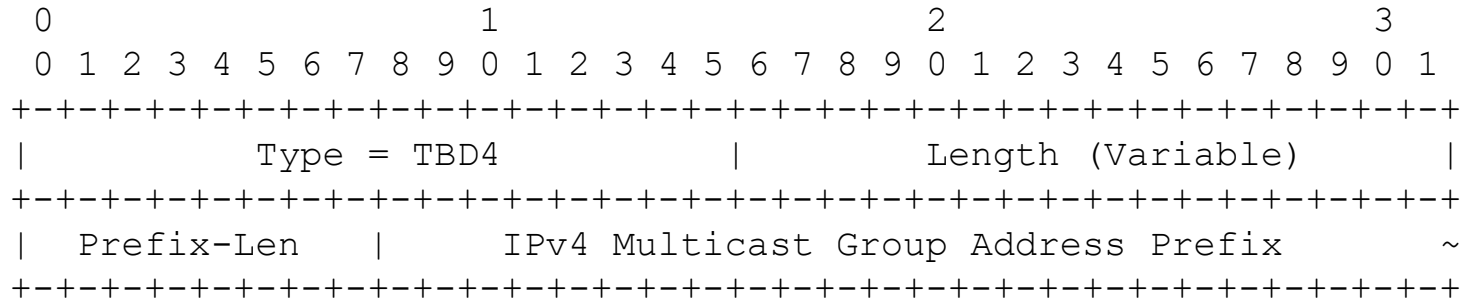 0                   1                   2                   3
 0 1 2 3 4 5 6 7 8 9 0 1 2 3 4 5 6 7 8 9 0 1 2 3 4 5 6 7 8 9 0 1
+-+-+-+-+-+-+-+-+-+-+-+-+-+-+-+-+-+-+-+-+-+-+-+-+-+-+-+-+-+-+-+-+
|          Type = TBD4          |       Length (Variable)       |
+-+-+-+-+-+-+-+-+-+-+-+-+-+-+-+-+-+-+-+-+-+-+-+-+-+-+-+-+-+-+-+-+
|  Prefix-Len   |     IPv4 Multicast Group Address Prefix       ~
+-+-+-+-+-+-+-+-+-+-+-+-+-+-+-+-+-+-+-+-+-+-+-+-+-+-+-+-+-+-+-+-+